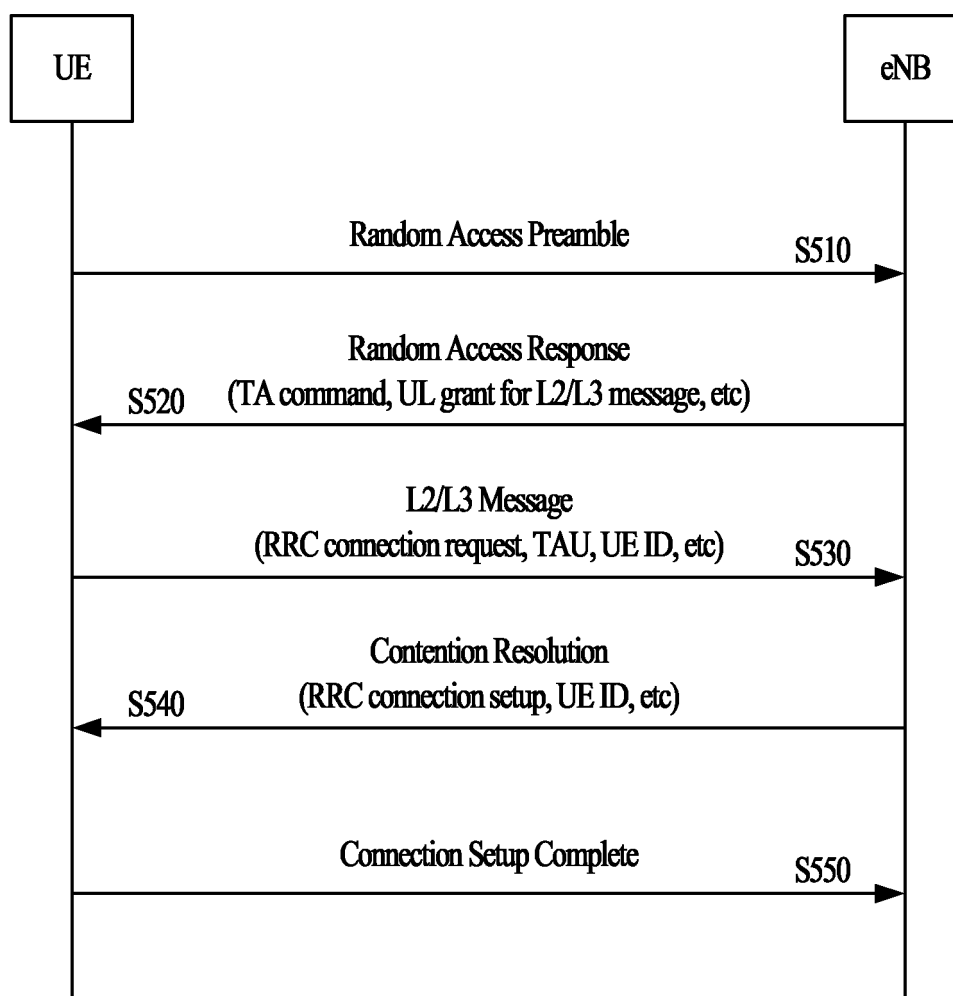 UE
eNB
Random Access Preamble
S510
Random Access Response
(TA command, UL grant for L2/L3 message, etc)
S520
L2/L3 Message
(RRC connection request, TAU, UE ID, etc)
S530
Contention Resolution
(RRC connection setup, UE ID, etc)
S540
Connection Setup Complete
S550